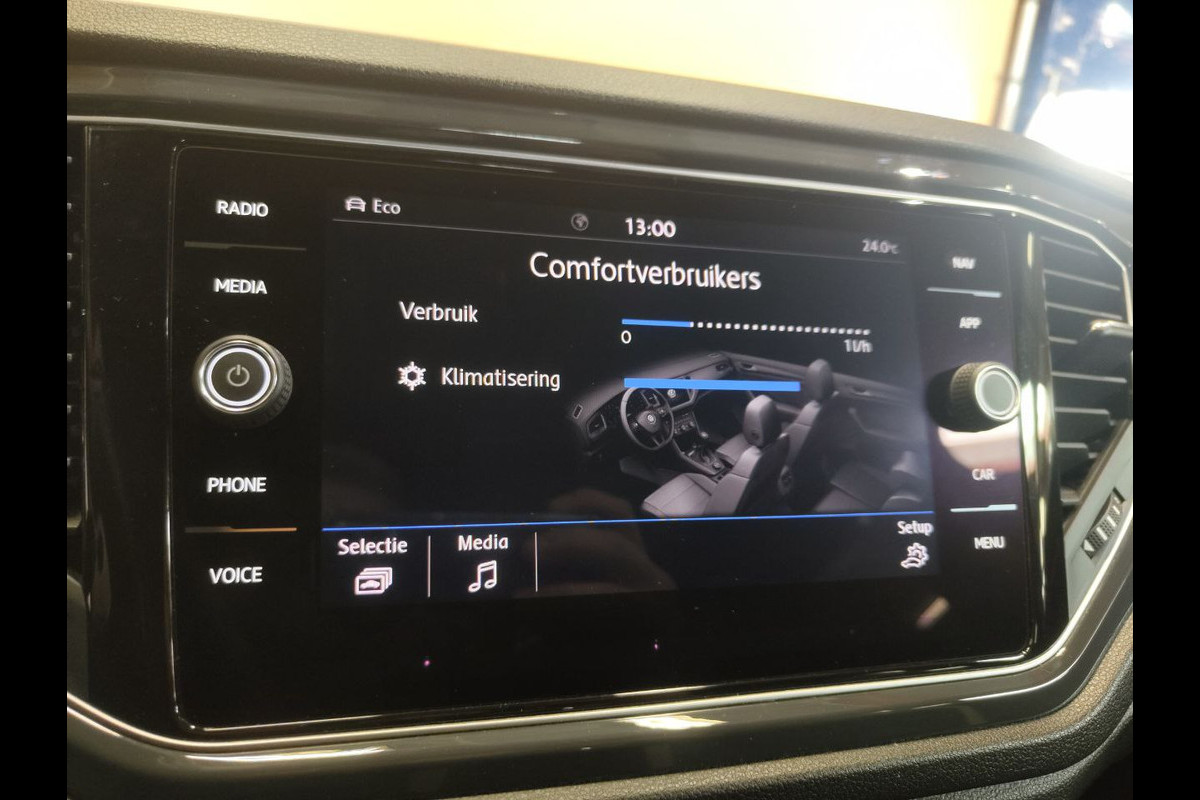 RADIO
MEDIA
PHONE
VOICE
Eco
13:00
24.0°C
Comfortverbruikers
Verbruik
0
1 l/h
Klimatisering
Selectie
Media
Setup
NAV
APP
CAR
MENU